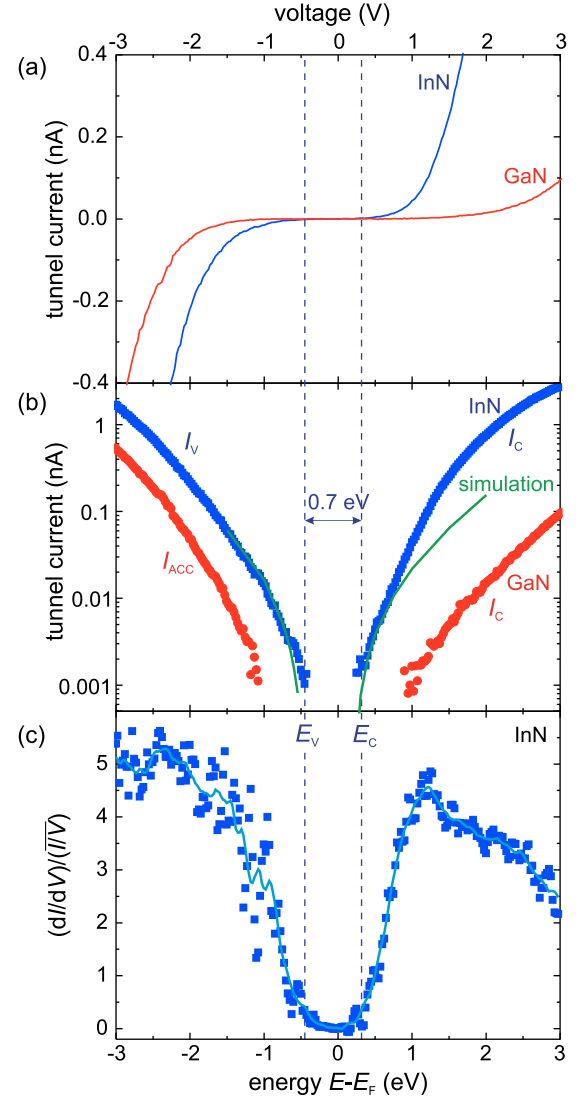 voltage (V)
-3 -2 -1 0 1 2 3
(a)
0.4
0.2
0.0
-0.2
-0.4
tunnel current (nA)
InN
GaN
(b)
1
0.1
0.01
0.001
tunnel current (nA)
InN
I_V
I_C
simulation
0.7 eV
I_ACC
GaN
I_C
E_V E_C
(c)
InN
5
4
3
2
1
0
(dI/dV)/(I/V)
-3 -2 -1 0 1 2 3
energy E-E_F (eV)